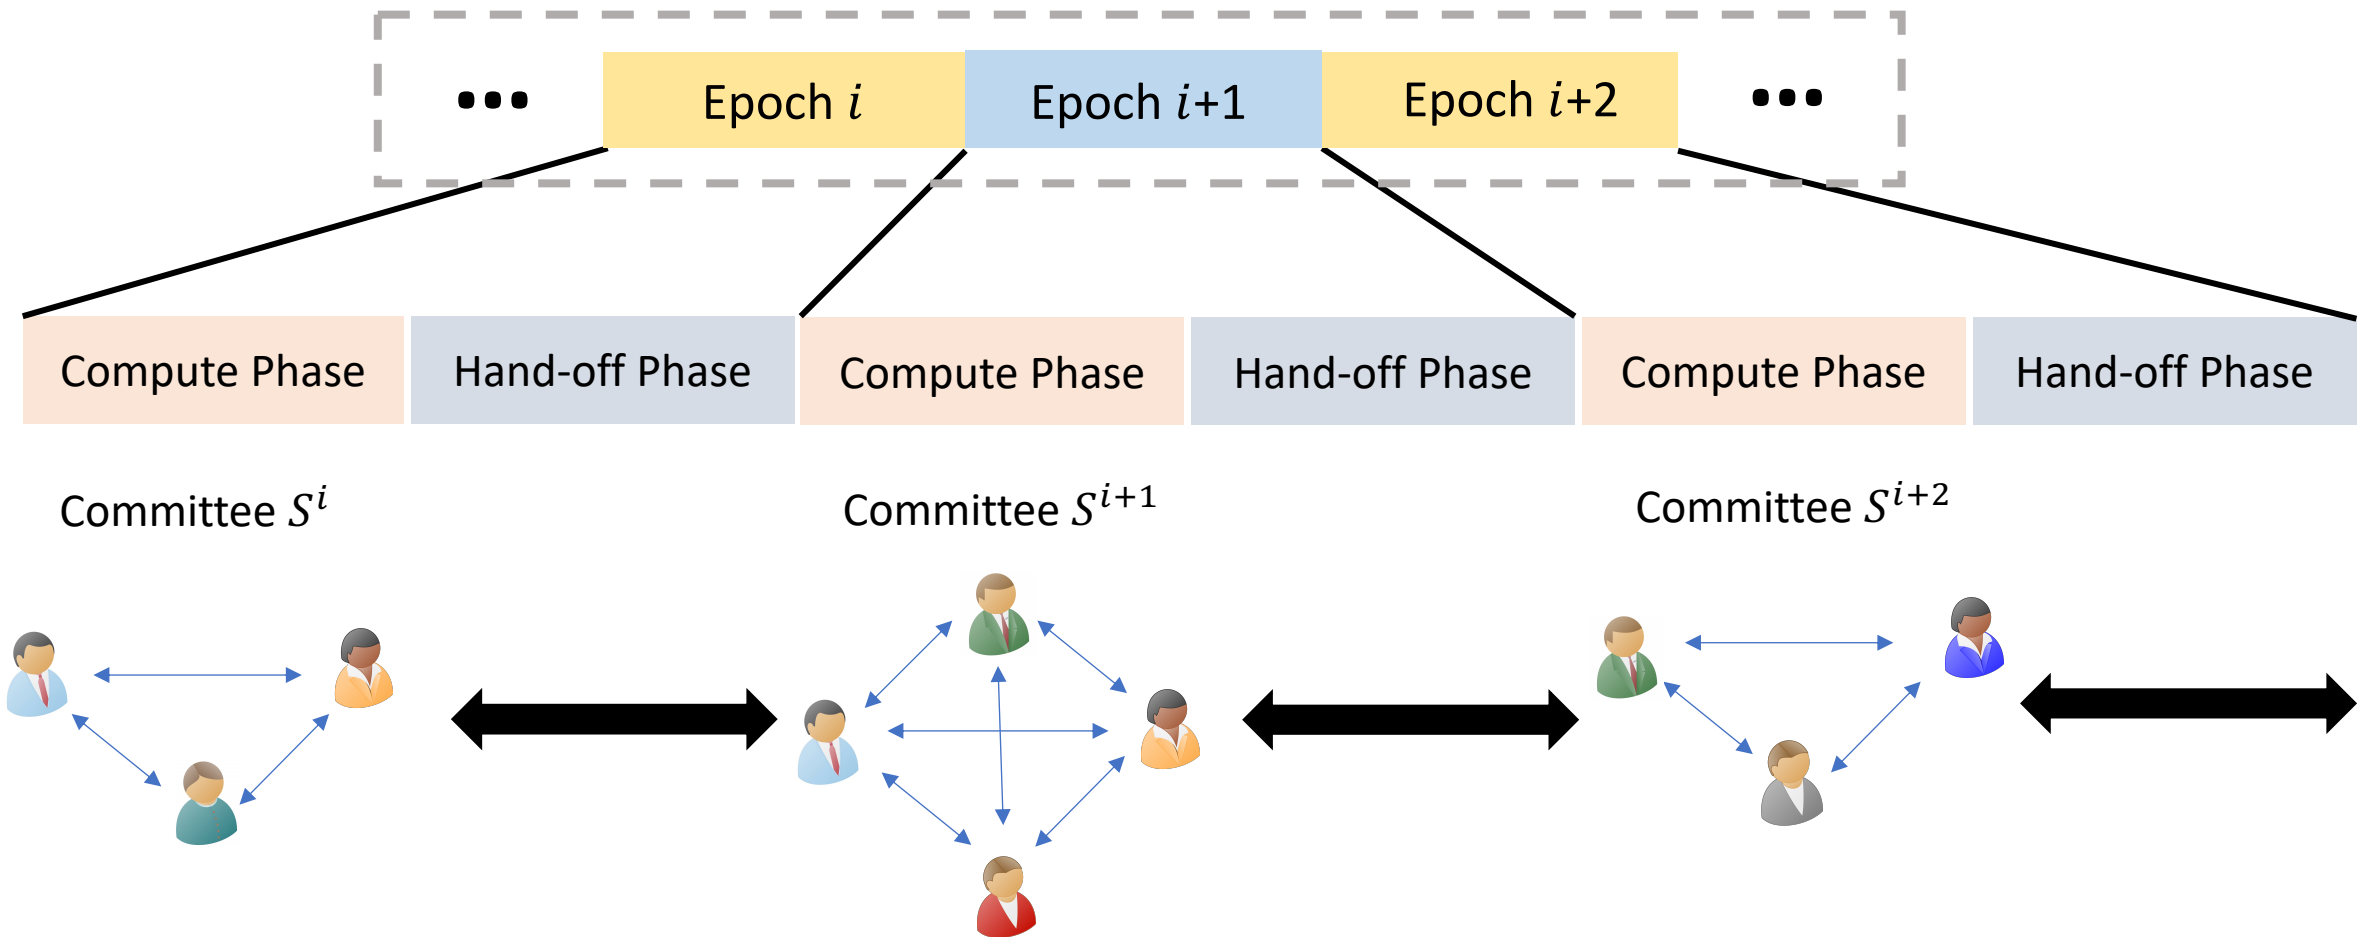 ... Epoch i Epoch i+1 Epoch i+2 ...
Compute Phase Hand-off Phase Compute Phase Hand-off Phase Compute Phase Hand-off Phase
Committee S^i Committee S^{i+1} Committee S^{i+2}